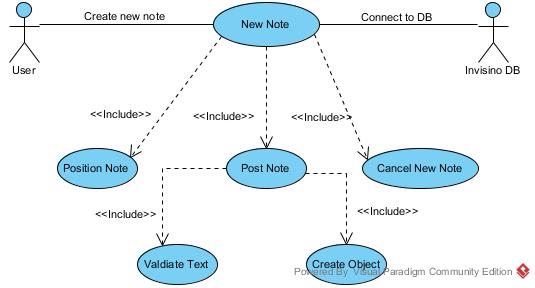 Create new note
New Note
Connect to DB
User
Invisino DB
<<Include>>
<<Include>>
<<Include>>
Position Note
Post Note
Cancel New Note
<<Include>>
<<Include>>
Valdiate Text
Create Object
Powered By Visual Paradigm Community Edition